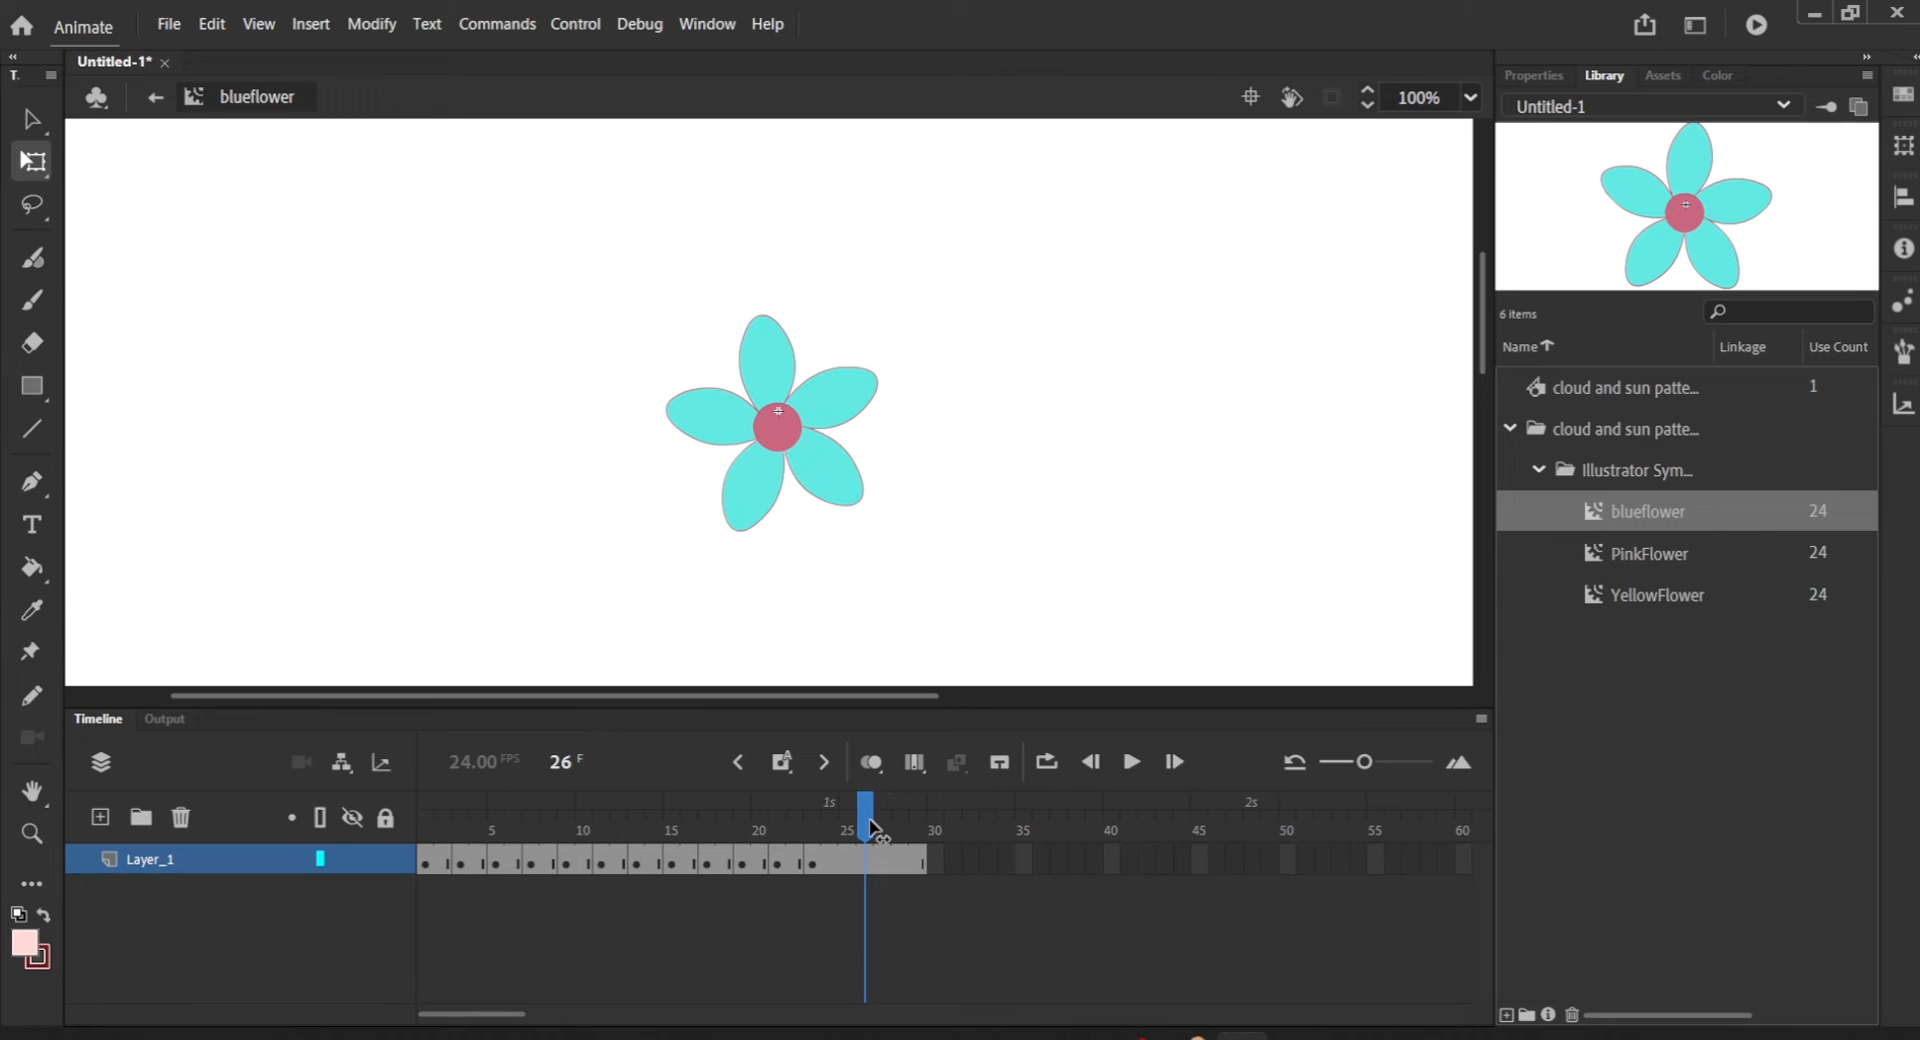 Animate File Edit View Insert Modify Text Commands Control Debug Window Help
Untitled-1*
T.
blueflower
100%
Properties Library Assets Color
Untitled-1
6 items
Name Linkage Use Count
cloud and sun patte... 1
cloud and sun patte...
Illustrator Sym...
blueflower 24
PinkFlower 24
YellowFlower 24
Timeline Output
24.00 FPS 26 F
1s 2s
5 10 15 20 25 30 35 40 45 50 55 60
Layer_1